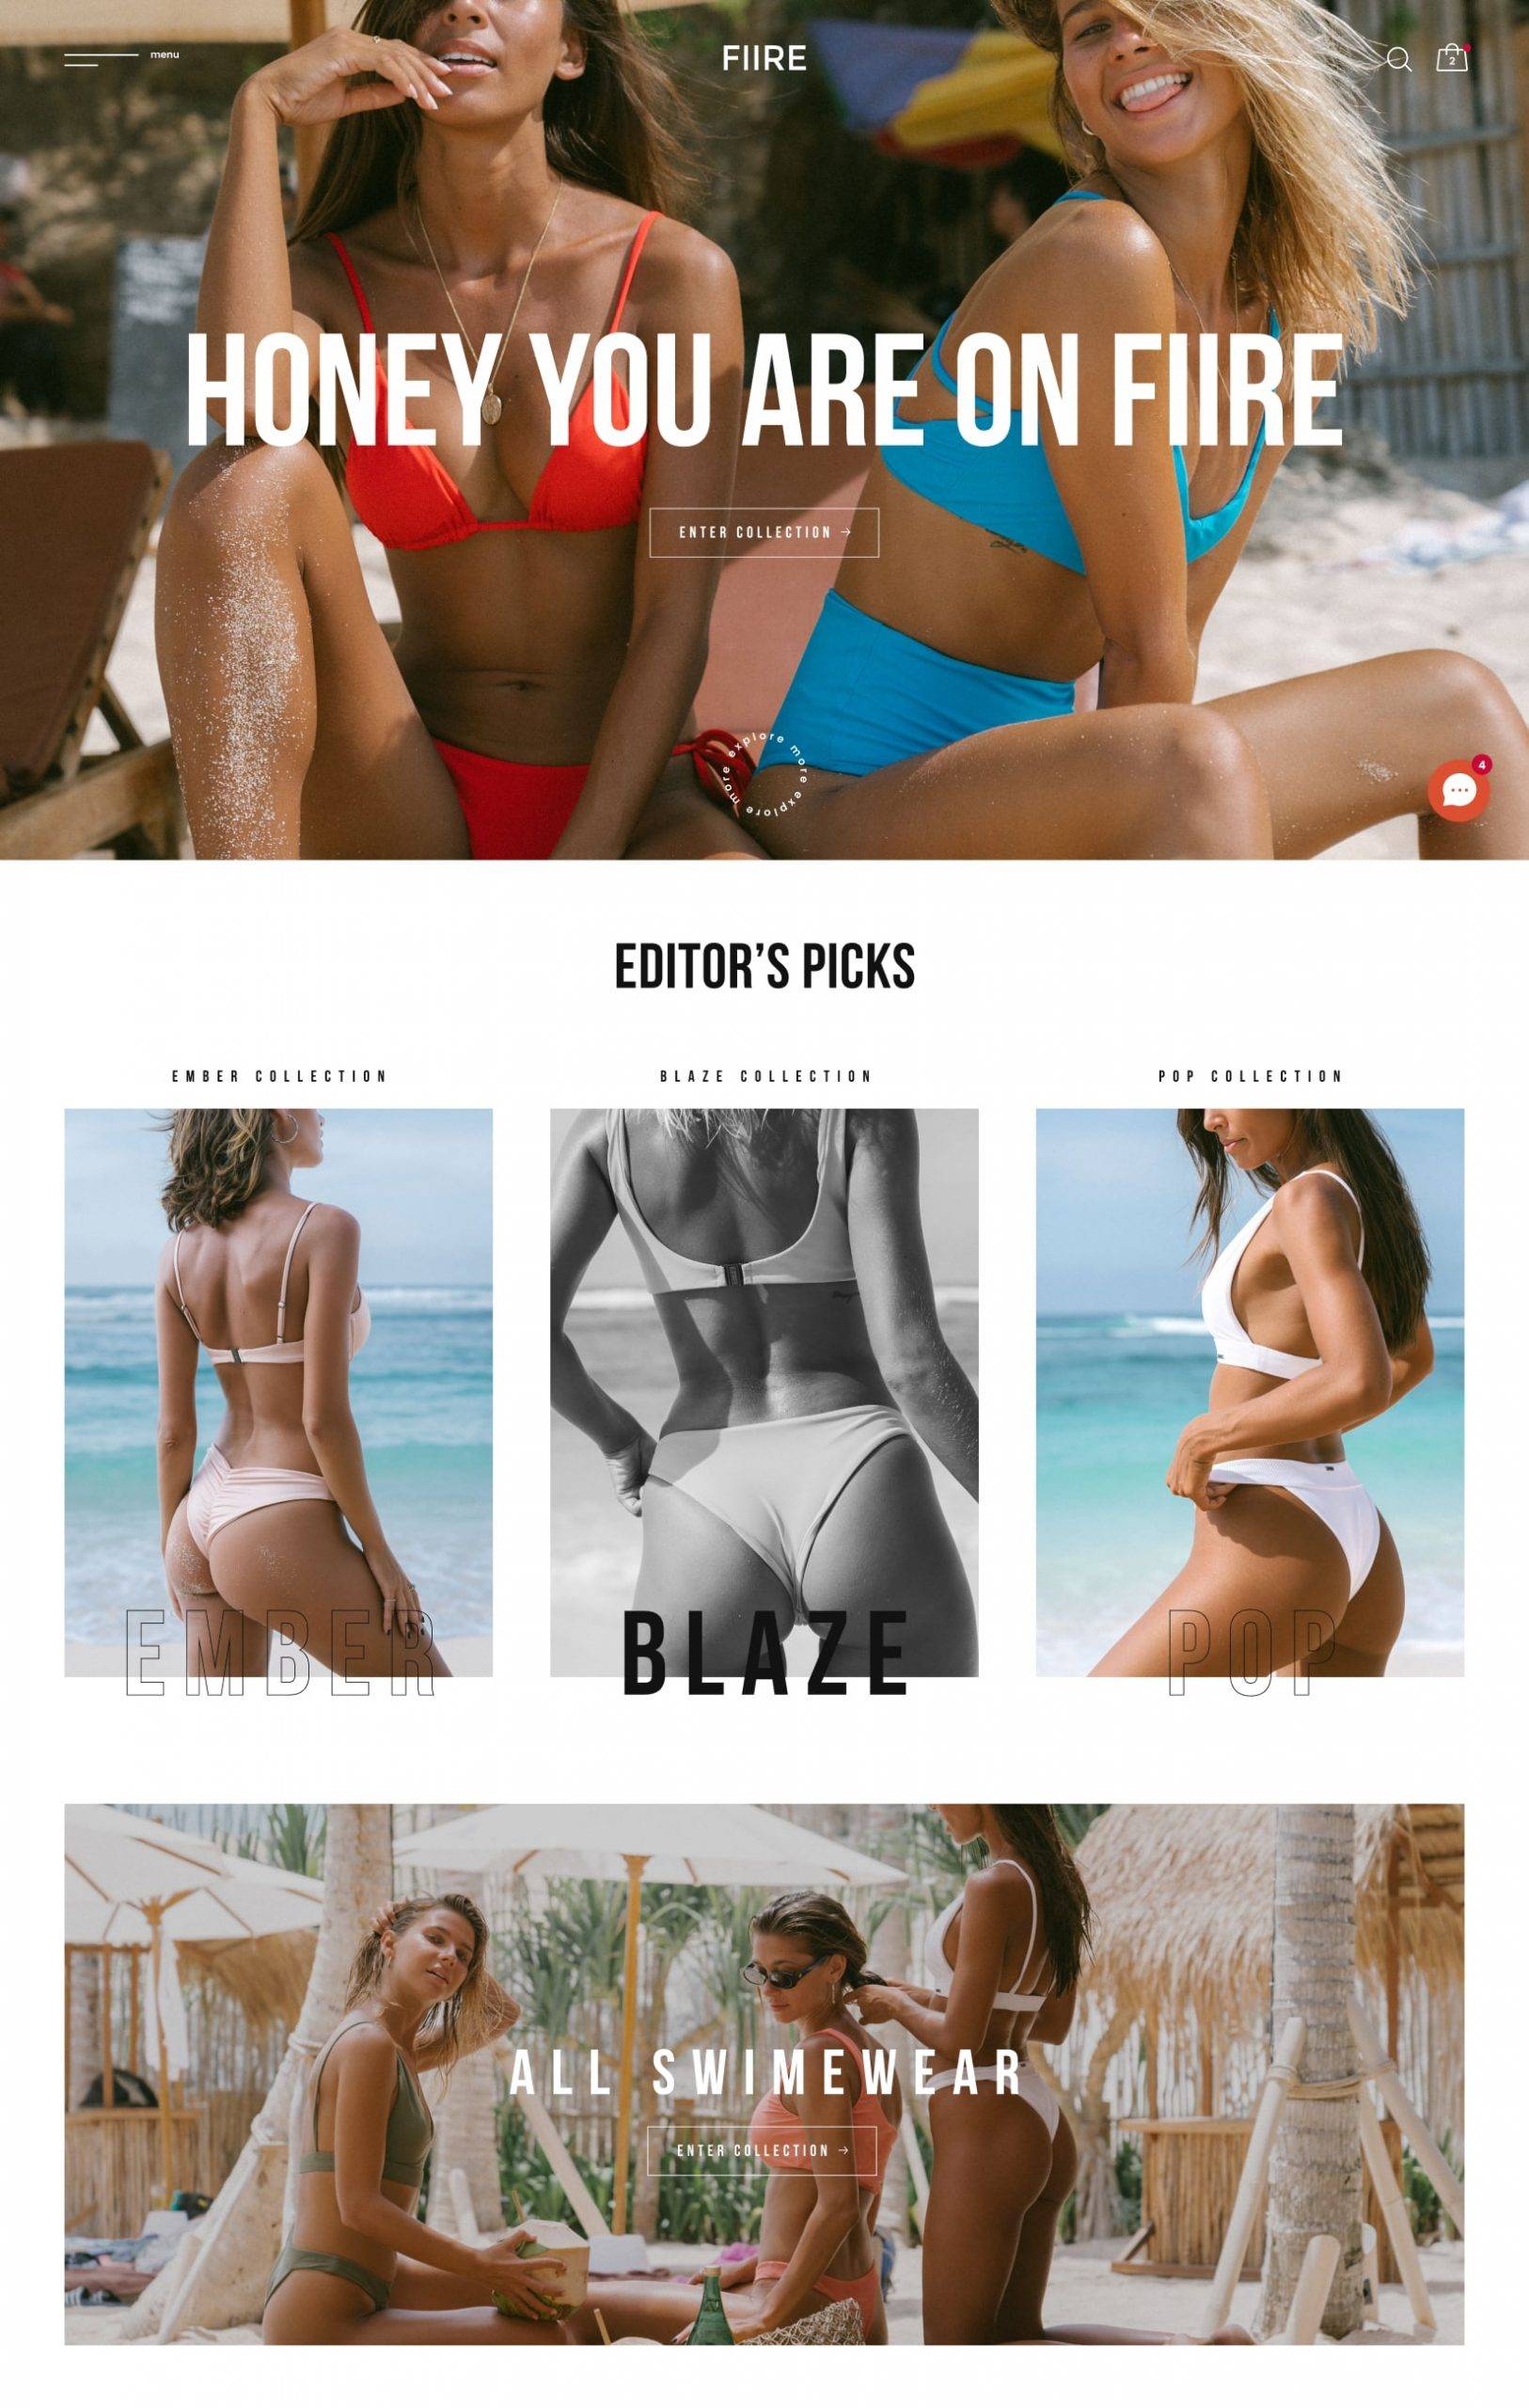 menu
FIIRE
2
HONEY YOU ARE ON FIIRE
ENTER COLLECTION →
explore more explore more
4
EDITOR’S PICKS
EMBER COLLECTION
BLAZE COLLECTION
POP COLLECTION
EMBER
BLAZE
POP
ALL SWIMEWEAR
ENTER COLLECTION →